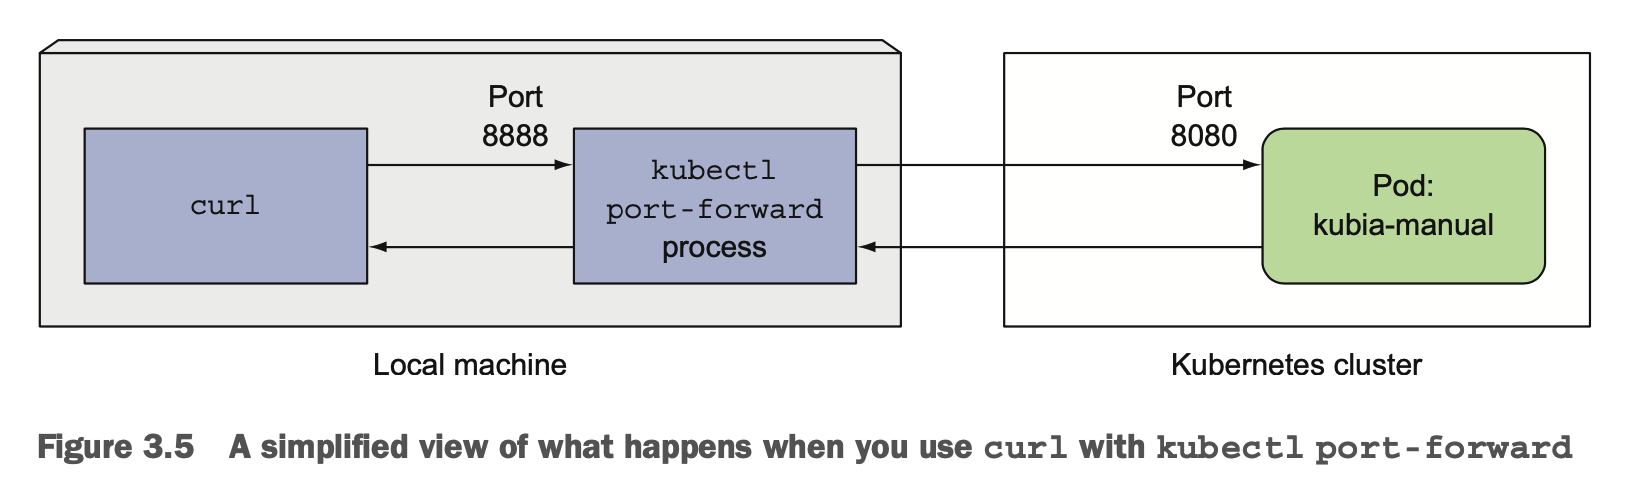 Port
8888
Port
8080
curl
kubectl
port-forward
process
Pod:
kubia-manual
Local machine
Kubernetes cluster
Figure 3.5 A simplified view of what happens when you use curl with kubectl port-forward